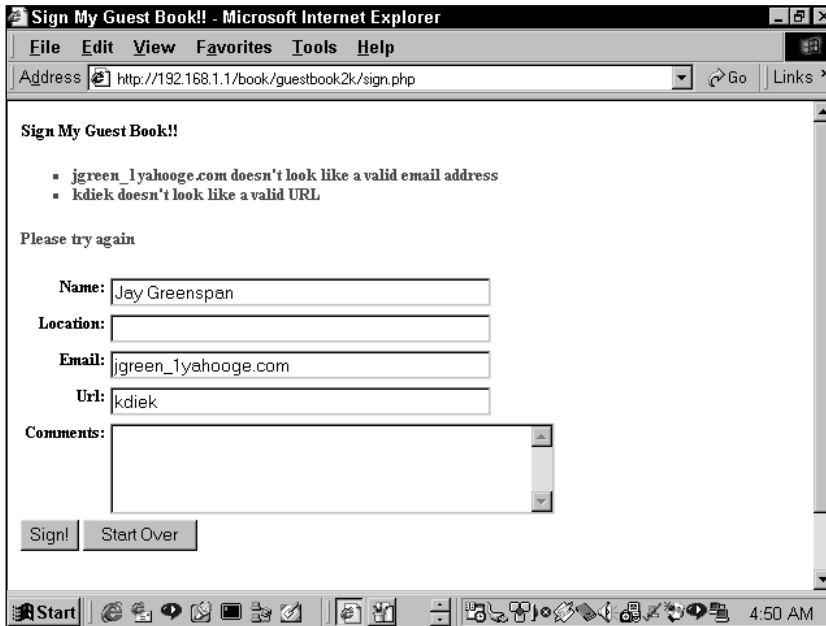 Sign My Guest Book!! - Microsoft Internet Explorer
File Edit View Favorites Tools Help
Address http://192.168.1.1/book/guestbook2k/sign.php Go Links
Sign My Guest Book!!
jgreen_1yahooge.com doesn't look like a valid email address
kdiek doesn't look like a valid URL
Please try again
Name: Jay Greenspan
Location:
Email: jgreen_1yahooge.com
Url: kdiek
Comments:
Sign! Start Over
Start 4:50 AM